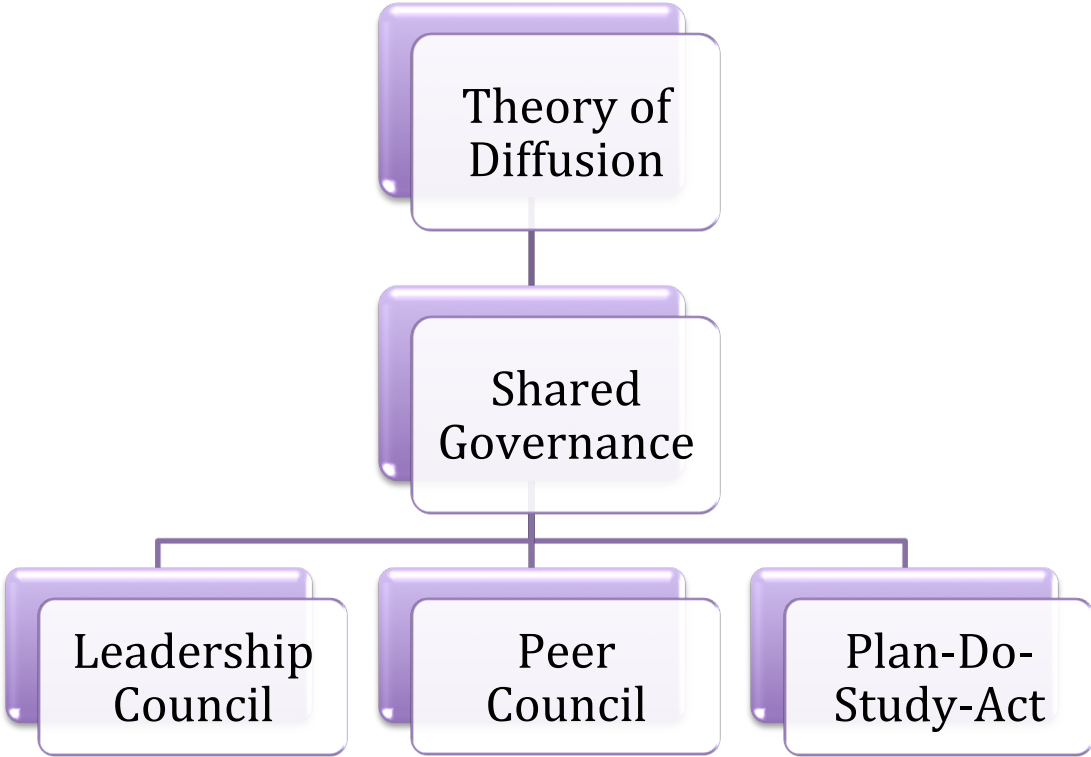 Theory of
Diffusion
Shared
Governance
Leadership
Council
Peer
Council
Plan-Do-
Study-Act